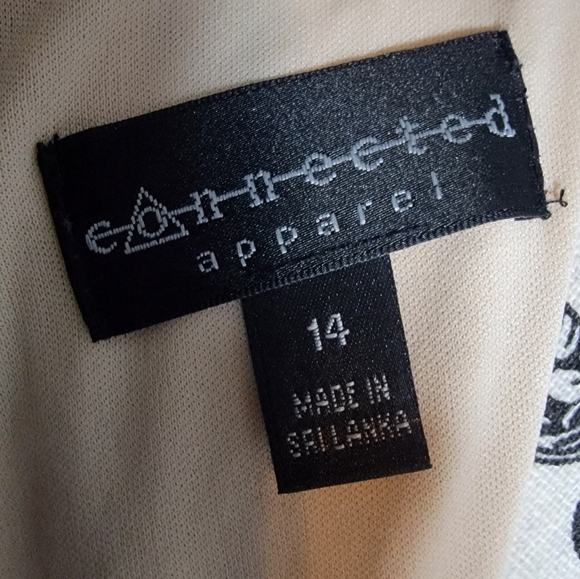 connected
apparel
14
MADE IN
SRI LANKA